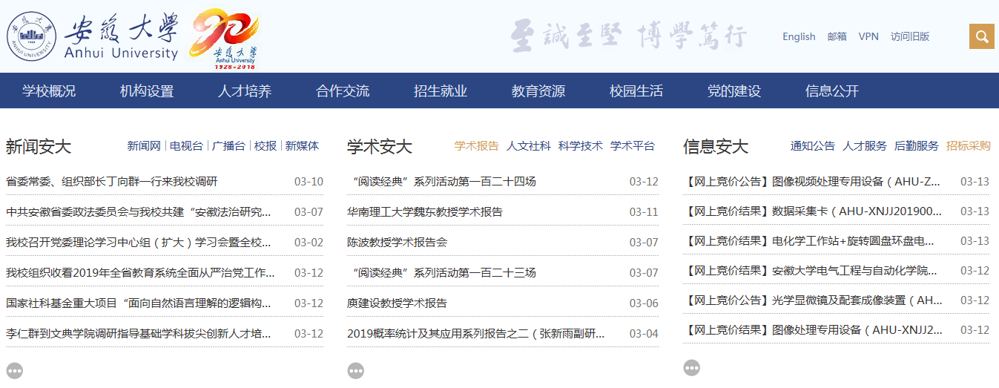 安徽大學
Anhui University
安徽大學
Anhui University
1928-2018
至誠至堅 博學篤行
English 邮箱 VPN 访问旧版
学校概况 机构设置 人才培养 合作交流 招生就业 教育资源 校园生活 党的建设 信息公开
新闻安大 新闻网 | 电视台 | 广播台 | 校报 | 新媒体
省委常委、组织部长丁向群一行来我校调研 03-10
中共安徽省委政法委员会与我校共建“安徽法治研究... 03-07
我校召开党委理论学习中心组（扩大）学习会暨全校... 03-02
我校组织收看2019年全省教育系统全面从严治党工作... 03-12
国家社科基金重大项目“面向自然语言理解的逻辑构... 03-12
李仁群到文典学院调研指导基础学科拔尖创新人才培... 03-12
学术安大 学术报告 人文社科 科学技术 学术平台
“阅读经典”系列活动第一百二十四场 03-12
华南理工大学魏东教授学术报告 03-11
陈波教授学术报告会 03-07
“阅读经典”系列活动第一百二十三场 03-07
庾建设教授学术报告 03-06
2019概率统计及其应用系列报告之二（张新雨副研... 03-04
信息安大 通知公告 人才服务 后勤服务 招标采购
【网上竞价公告】图像视频处理专用设备（AHU-Z... 03-13
【网上竞价结果】数据采集卡（AHU-XNJJ201900... 03-13
【网上竞价结果】电化学工作站+旋转圆盘环盘电... 03-13
【网上竞价结果】安徽大学电气工程与自动化学院... 03-12
【网上竞价公告】光学显微镜及配套成像装置（AH... 03-12
【网上竞价结果】图像处理专用设备（AHU-XNJJ2... 03-12